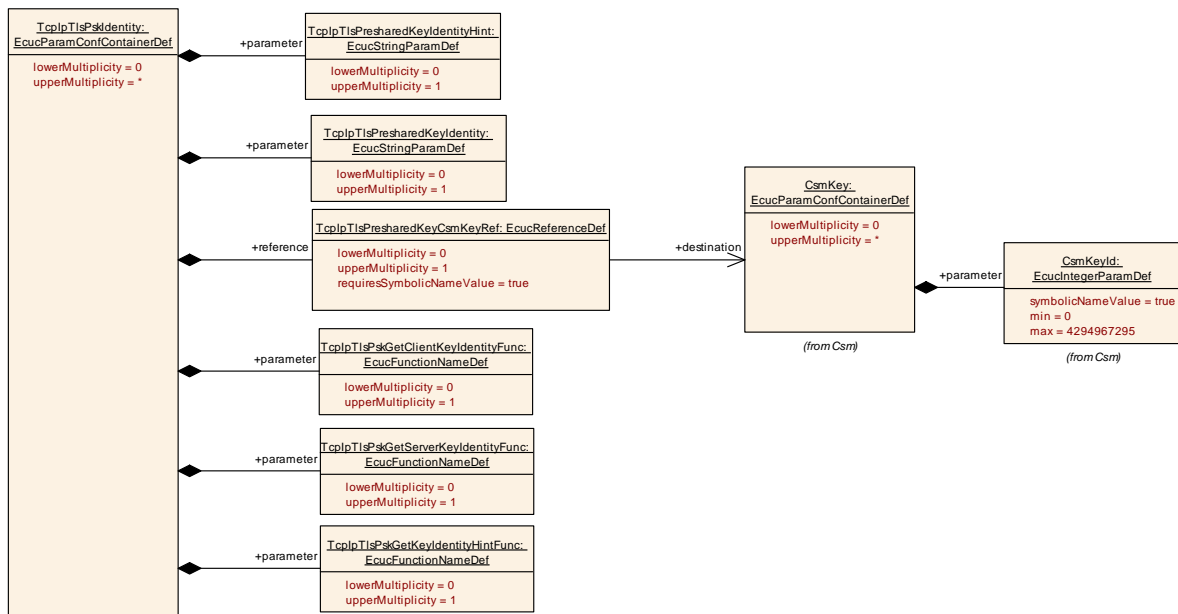 TcpIpTlsPskIdentity:
EcucParamConfContainerDef
lowerMultiplicity = 0
upperMultiplicity = *
+parameter
TcpIpTlsPresharedKeyIdentityHint:
EcucStringParamDef
lowerMultiplicity = 0
upperMultiplicity = 1
+parameter
TcpIpTlsPresharedKeyIdentity:
EcucStringParamDef
lowerMultiplicity = 0
upperMultiplicity = 1
+reference
TcpIpTlsPresharedKeyCsmKeyRef: EcucReferenceDef
lowerMultiplicity = 0
upperMultiplicity = 1
requiresSymbolicNameValue = true
+destination
CsmKey:
EcucParamConfContainerDef
lowerMultiplicity = 0
upperMultiplicity = *
(from Csm)
+parameter
CsmKeyId:
EcucIntegerParamDef
symbolicNameValue = true
min = 0
max = 4294967295
(from Csm)
+parameter
TcpIpTlsPskGetClientKeyIdentityFunc:
EcucFunctionNameDef
lowerMultiplicity = 0
upperMultiplicity = 1
+parameter
TcpIpTlsPskGetServerKeyIdentityFunc:
EcucFunctionNameDef
lowerMultiplicity = 0
upperMultiplicity = 1
+parameter
TcpIpTlsPskGetKeyIdentityHintFunc:
EcucFunctionNameDef
lowerMultiplicity = 0
upperMultiplicity = 1